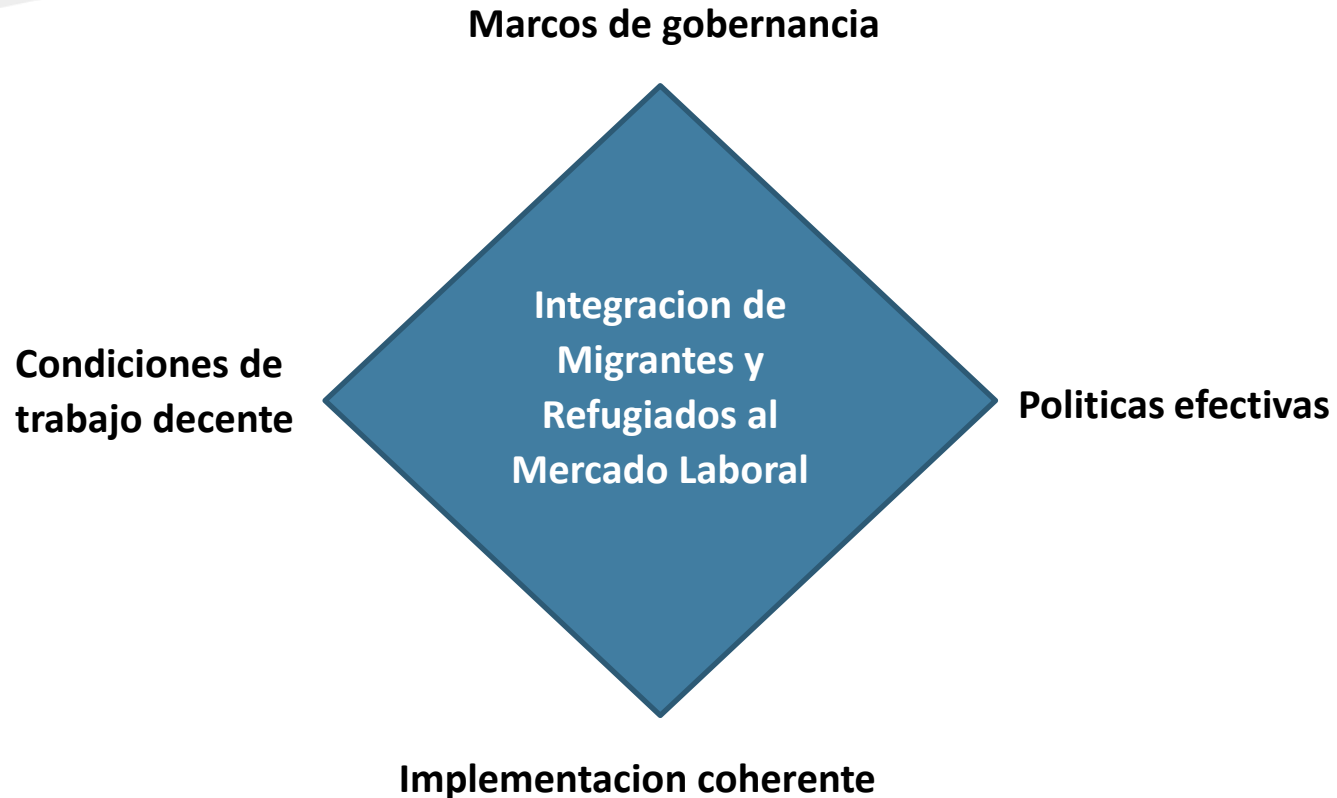 Marcos de gobernancia
Integracion de
Migrantes y
Refugiados al
Mercado Laboral
Condiciones de
trabajo decente
Politicas efectivas
Implementacion coherente